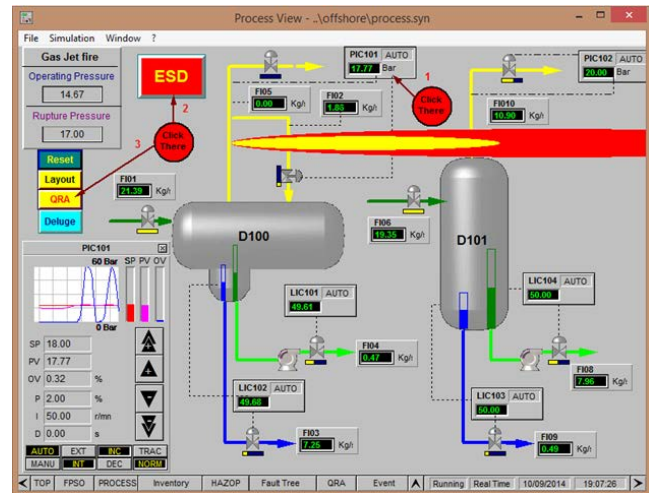 Process View - ..\offshore\process.syn
File Simulation Window ?
Gas Jet fire
Operating Pressure
14.67
Rupture Pressure
17.00
ESD
1
2
3
Click There
Click There
Reset
Layout
QRA
Deluge
PIC101 AUTO
17.77 Bar
PIC102 AUTO
20.00 Bar
FI05
0.00 Kg/s
FI02
1.85 Kg/s
FI010
10.90 Kg/s
FI01
21.39 Kg/s
FI06
19.35 Kg/s
D100
D101
LIC101 AUTO
49.61
LIC104 AUTO
50.00
FI04
0.47 Kg/s
FI08
7.96 Kg/s
LIC102 AUTO
49.68
LIC103 AUTO
50.00
FI03
7.25 Kg/s
FI09
0.49 Kg/s
PIC101
60 Bar SP PV OV
0 Bar
SP 18.00
PV 17.77
OV 0.32 %
P 2.00 %
I 50.00 r/mn
D 0.00 s
AUTO EXT INC TRAC
MANU INT DEC NORM
TOP FPSO PROCESS Inventory HAZOP Fault Tree QRA Event Running Real Time 10/09/2014 19:07:26